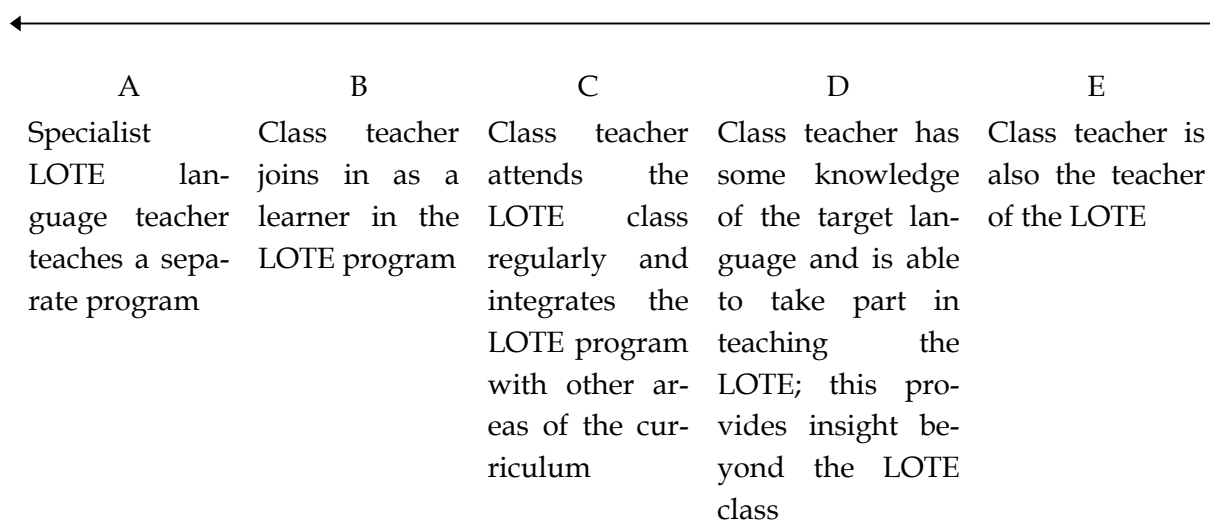 A
Specialist
LOTE lan-
guage teacher
teaches a sepa-
rate program
B
Class teacher
joins in as a
learner in the
LOTE program
C
Class teacher
attends the
LOTE class
regularly and
integrates the
LOTE program
with other ar-
eas of the cur-
riculum
D
Class teacher has
some knowledge
of the target lan-
guage and is able
to take part in
teaching the
LOTE; this pro-
vides insight be-
yond the LOTE
class
E
Class teacher is
also the teacher
of the LOTE